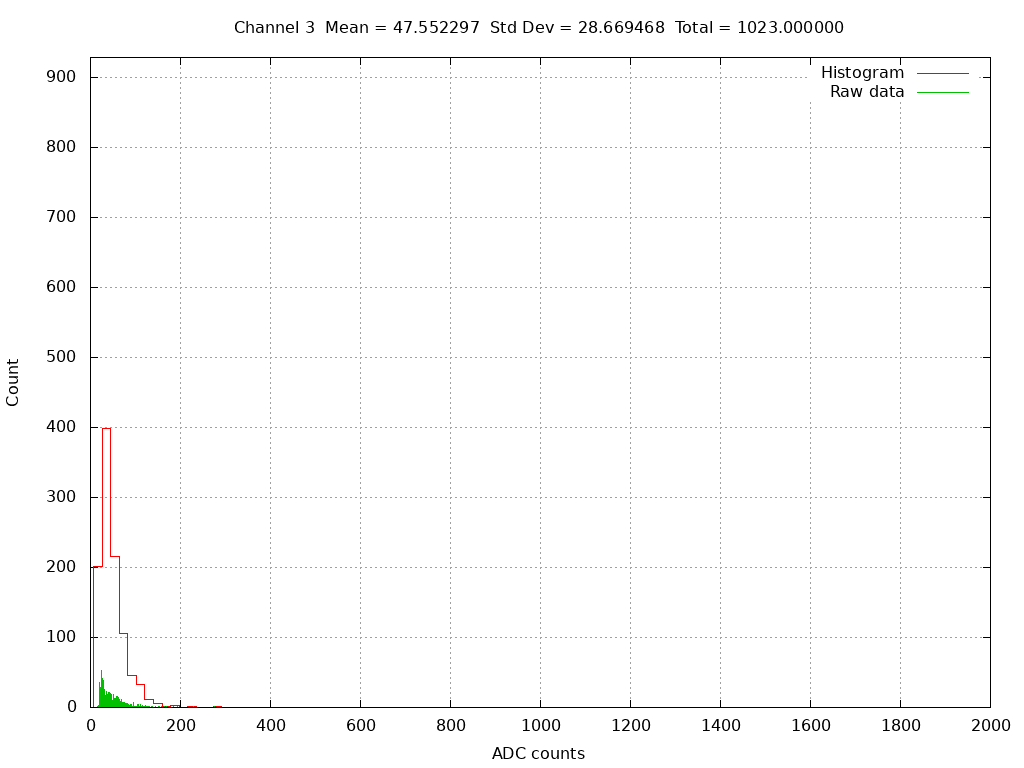 Channel 3  Mean = 47.552297  Std Dev = 28.669468  Total = 1023.000000
Histogram
Raw data
900
800
700
600
500
400
300
200
100
0
Count
0 200 400 600 800 1000 1200 1400 1600 1800 2000
ADC counts